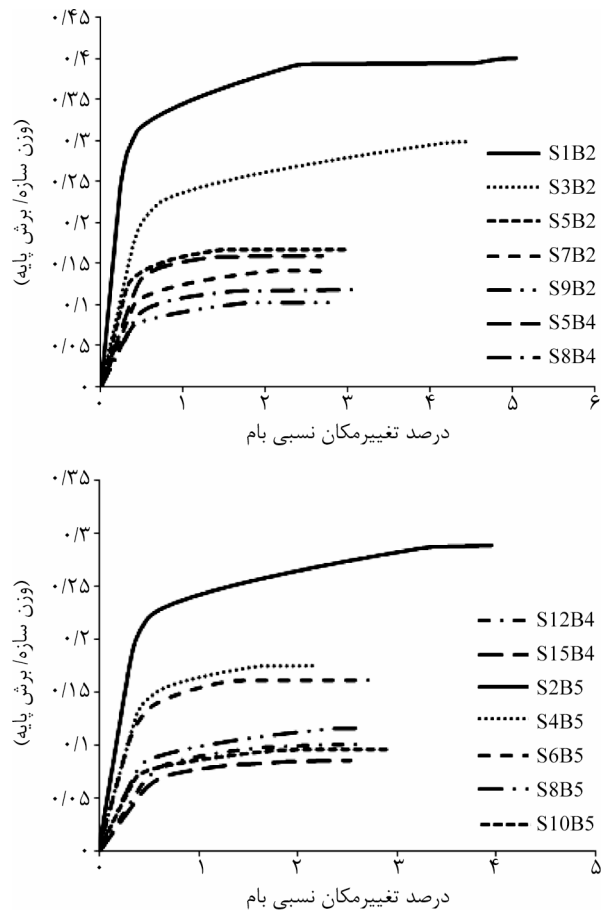 ۰/۴۵
۰/۴
۰/۳۵
۰/۳
۰/۲۵
۰/۲
۰/۱۵
۰/۱
۰/۰۵
۰
(وزن سازه/ برش پایه)
S1B2
S3B2
S5B2
S7B2
S9B2
S5B4
S8B4
۰ ۱ ۲ ۳ ۴ ۵ ۶
درصد تغییرمکان نسبی بام
۰/۳۵
۰/۳
۰/۲۵
۰/۲
۰/۱۵
۰/۱
۰/۰۵
۰
(وزن سازه/ برش پایه)
S12B4
S15B4
S2B5
S4B5
S6B5
S8B5
S10B5
۰ ۱ ۲ ۳ ۴ ۵
درصد تغییرمکان نسبی بام